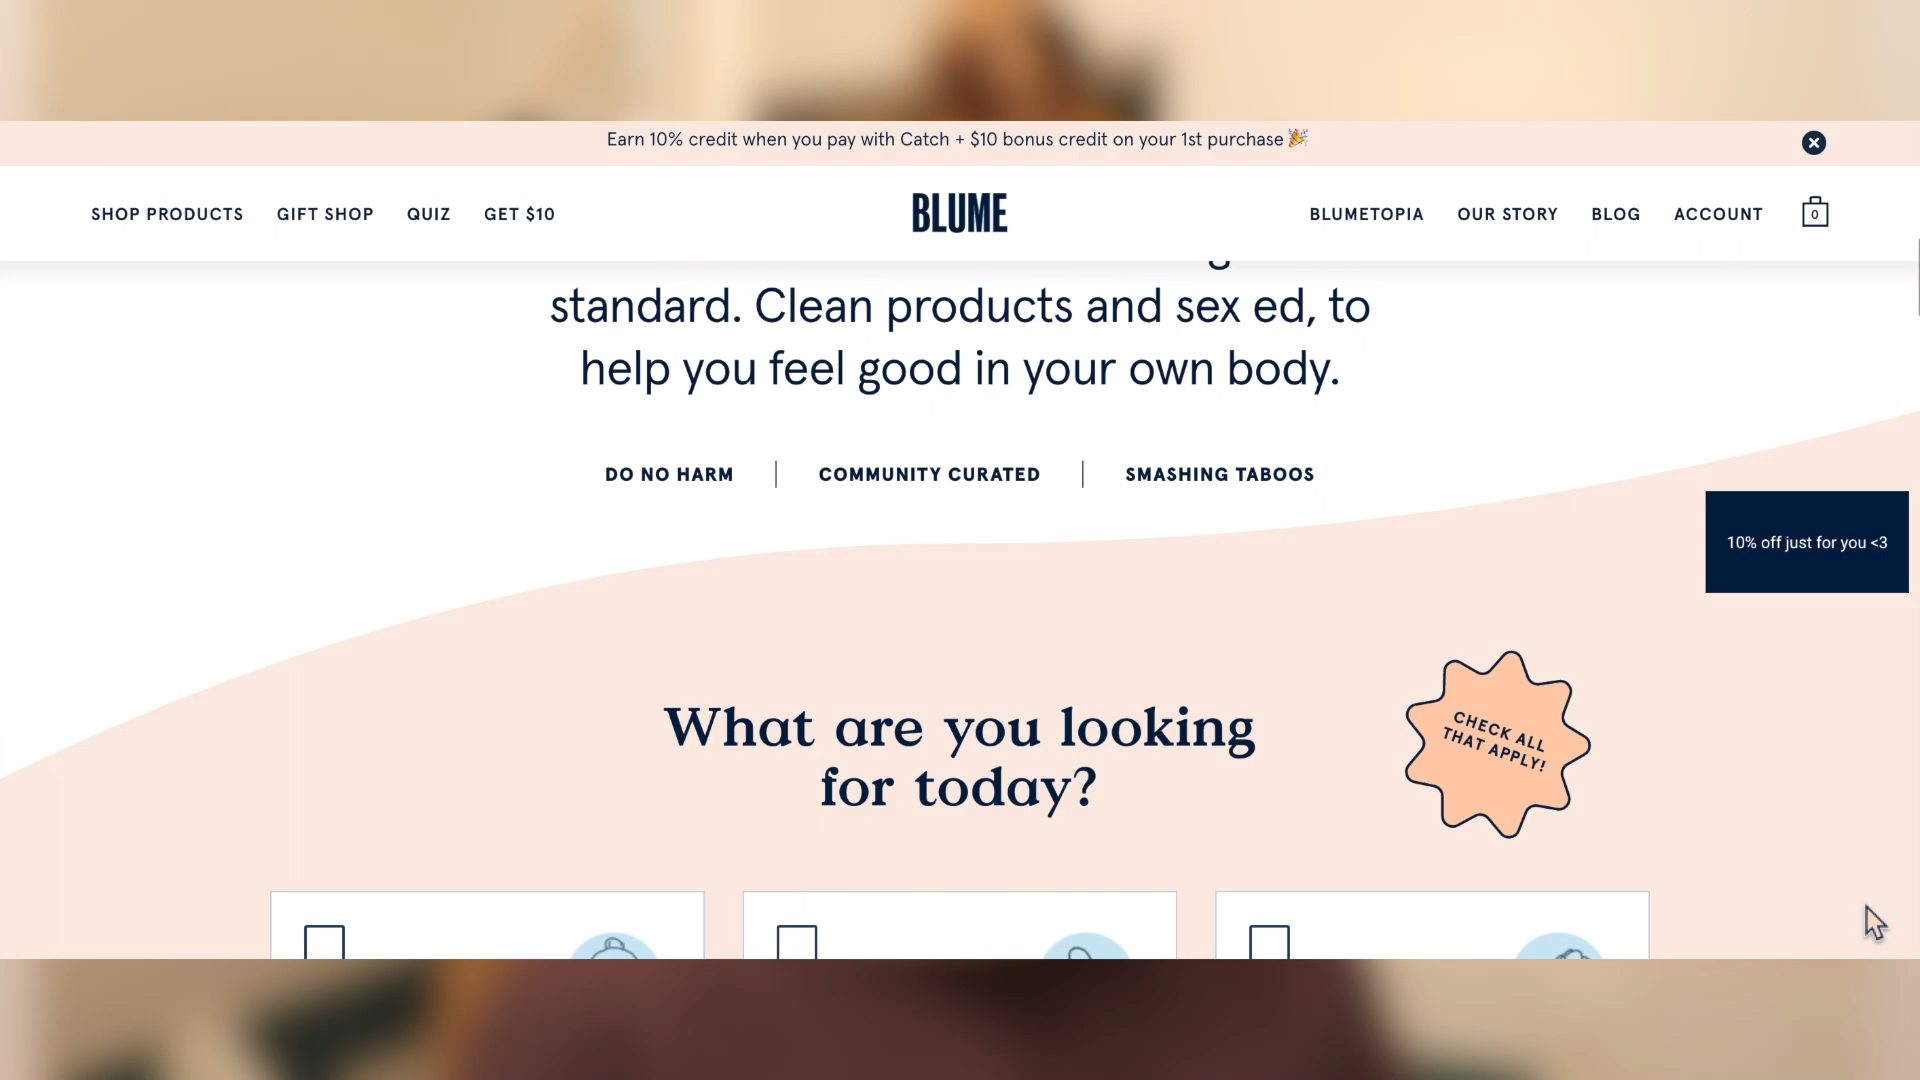 Earn 10% credit when you pay with Catch + $10 bonus credit on your 1st purchase 🎉
SHOP PRODUCTS GIFT SHOP QUIZ GET $10 BLUME BLUMETOPIA OUR STORY BLOG ACCOUNT 0
standard. Clean products and sex ed, to
help you feel good in your own body.
DO NO HARM COMMUNITY CURATED SMASHING TABOOS
10% off just for you <3
What are you looking
for today?
CHECK ALL
THAT APPLY!